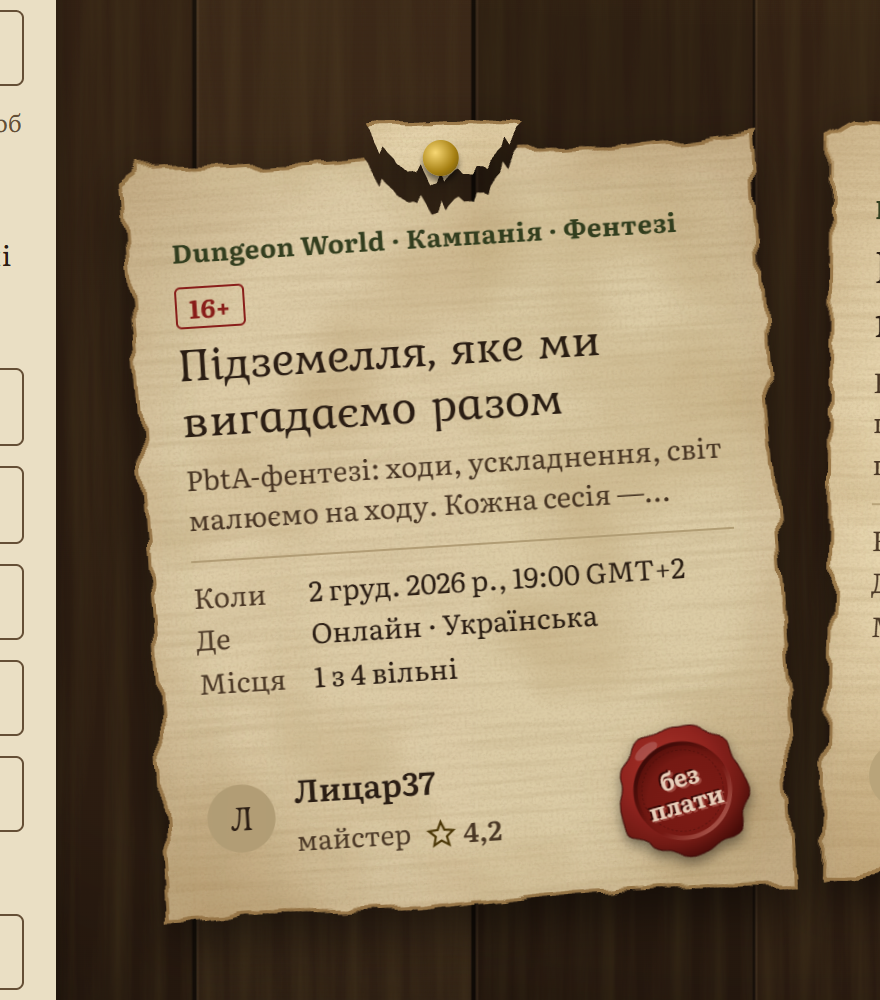 об
і
Dungeon World · Кампанія · Фентезі
16+
Підземелля, яке ми
вигадаємо разом
PbtA-фентезі: ходи, ускладнення, світ
малюємо на ходу. Кожна сесія —...
Коли 2 груд. 2026 р., 19:00 GMT+2
Де Онлайн · Українська
Місця 1 з 4 вільні
Л
Лицар37
майстер 4,2
без
плати